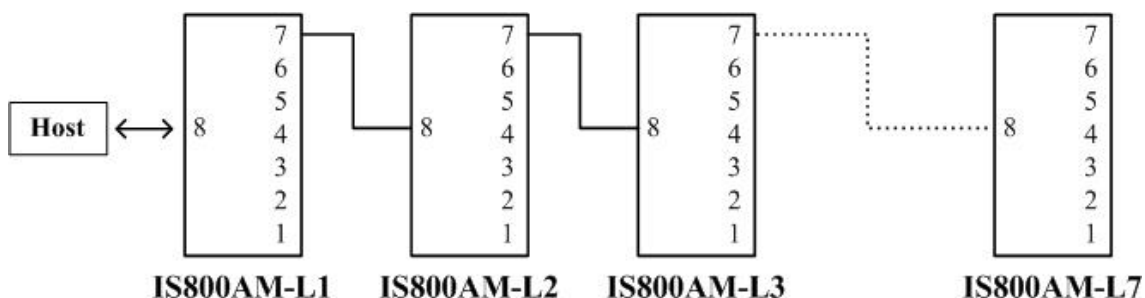 7 7 7 7
6 6 6 6
5 5 5 5
Host 8 4 8 4 8 4 8 4
3 3 3 3
2 2 2 2
1 1 1 1
IS800AM-L1 IS800AM-L2 IS800AM-L3 IS800AM-L7